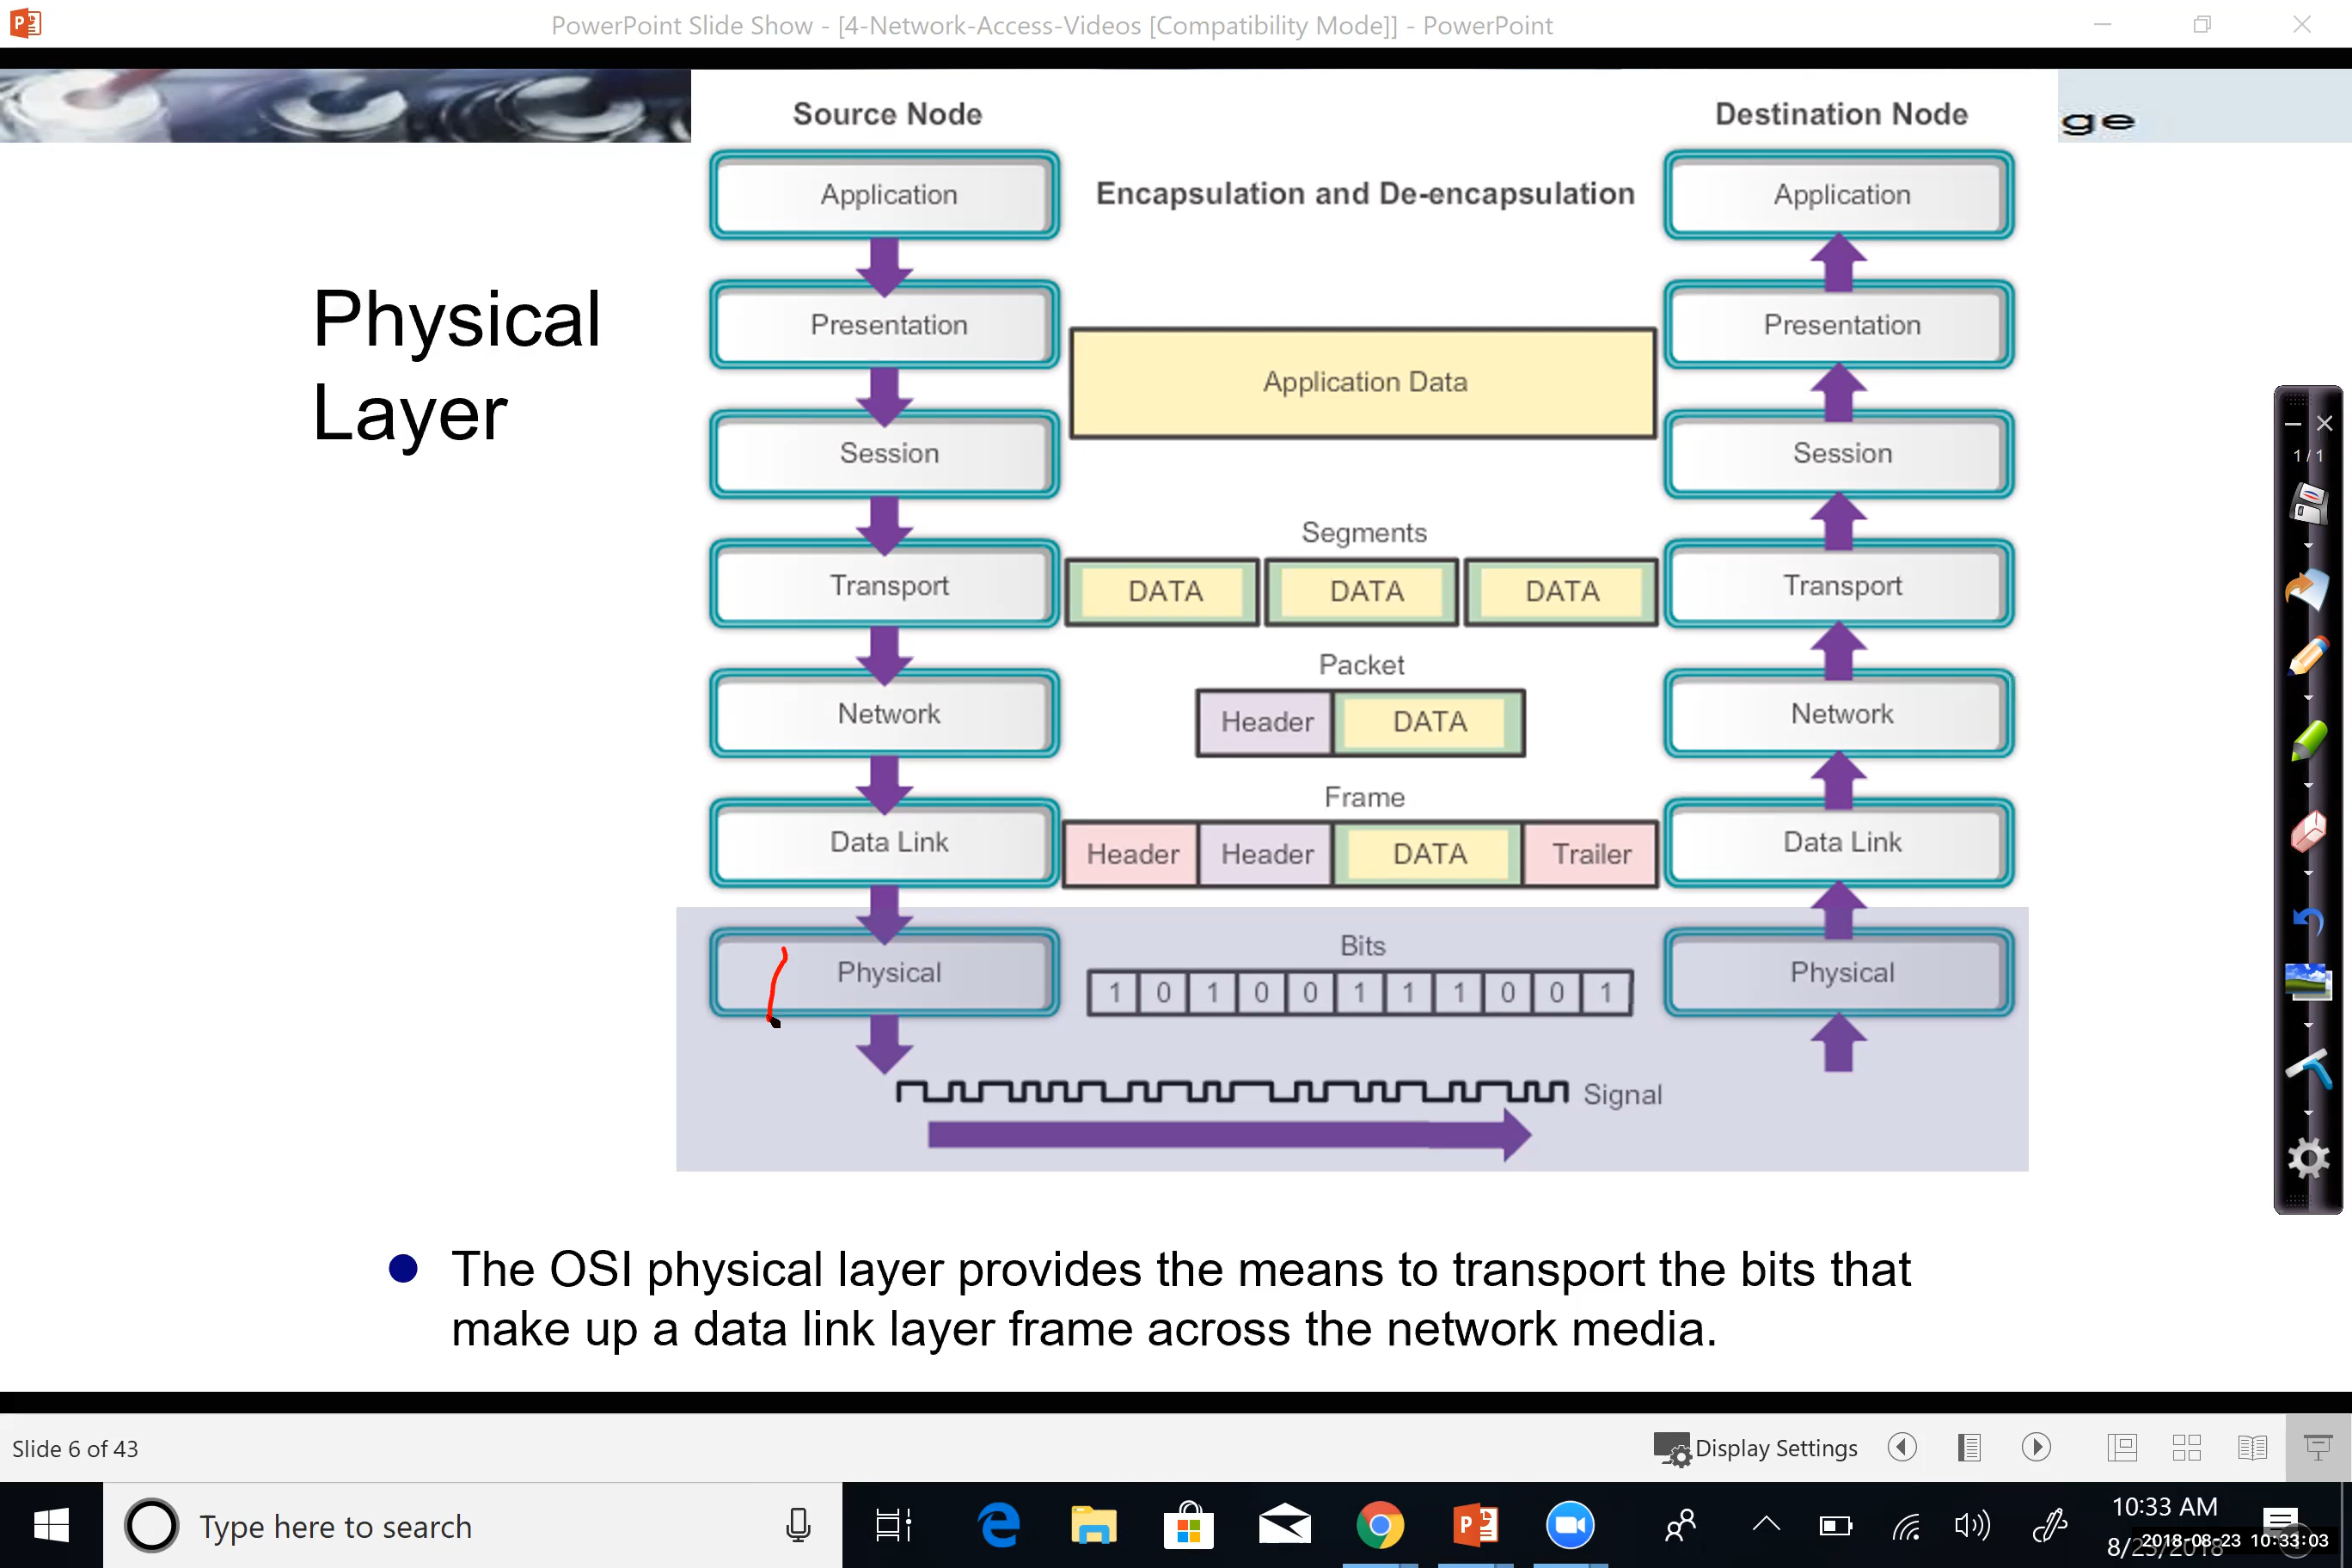 PowerPoint Slide Show - [4-Network-Access-Videos [Compatibility Mode]] - PowerPoint
ge
Source Node
Destination Node
Encapsulation and De-encapsulation
Physical
Layer
Application
Application
Presentation
Presentation
Application Data
Session
Session
Segments
Transport
DATA DATA DATA
Transport
Packet
Network
Header DATA
Network
Frame
Data Link
Header Header DATA Trailer
Data Link
Bits
Physical
1 0 1 0 0 1 1 1 0 0 1
Physical
Signal
The OSI physical layer provides the means to transport the bits that
make up a data link layer frame across the network media.
1 / 1
Slide 6 of 43
Display Settings
Type here to search
10:33 AM
8/23/2018
2018-08-23 10:33:03